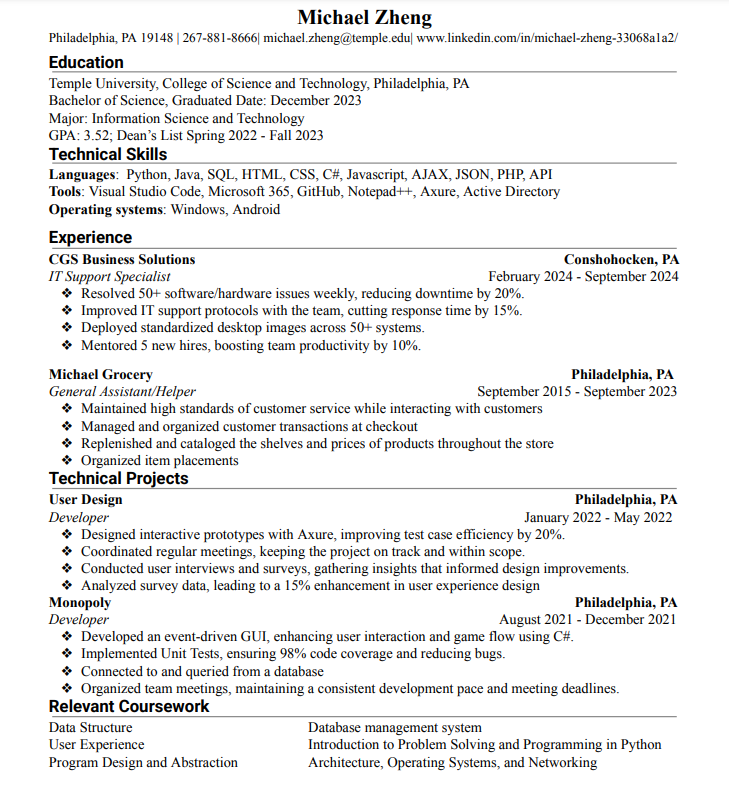 Michael Zheng
Philadelphia, PA 19148 | 267-881-8666| michael.zheng@temple.edu| www.linkedin.com/in/michael-zheng-33068a1a2/
Education
Temple University, College of Science and Technology, Philadelphia, PA
Bachelor of Science, Graduated Date: December 2023
Major: Information Science and Technology
GPA: 3.52; Dean's List Spring 2022 - Fall 2023
Technical Skills
Languages: Python, Java, SQL, HTML, CSS, C#, Javascript, AJAX, JSON, PHP, API
Tools: Visual Studio Code, Microsoft 365, GitHub, Notepad++, Axure, Active Directory
Operating systems: Windows, Android
Experience
CGS Business Solutions Conshohocken, PA
IT Support Specialist February 2024 - September 2024
❖ Resolved 50+ software/hardware issues weekly, reducing downtime by 20%.
❖ Improved IT support protocols with the team, cutting response time by 15%.
❖ Deployed standardized desktop images across 50+ systems.
❖ Mentored 5 new hires, boosting team productivity by 10%.
Michael Grocery Philadelphia, PA
General Assistant/Helper September 2015 - September 2023
❖ Maintained high standards of customer service while interacting with customers
❖ Managed and organized customer transactions at checkout
❖ Replenished and cataloged the shelves and prices of products throughout the store
❖ Organized item placements
Technical Projects
User Design Philadelphia, PA
Developer January 2022 - May 2022
❖ Designed interactive prototypes with Axure, improving test case efficiency by 20%.
❖ Coordinated regular meetings, keeping the project on track and within scope.
❖ Conducted user interviews and surveys, gathering insights that informed design improvements.
❖ Analyzed survey data, leading to a 15% enhancement in user experience design
Monopoly Philadelphia, PA
Developer August 2021 - December 2021
❖ Developed an event-driven GUI, enhancing user interaction and game flow using C#.
❖ Implemented Unit Tests, ensuring 98% code coverage and reducing bugs.
❖ Connected to and queried from a database
❖ Organized team meetings, maintaining a consistent development pace and meeting deadlines.
Relevant Coursework
Data Structure Database management system
User Experience Introduction to Problem Solving and Programming in Python
Program Design and Abstraction Architecture, Operating Systems, and Networking